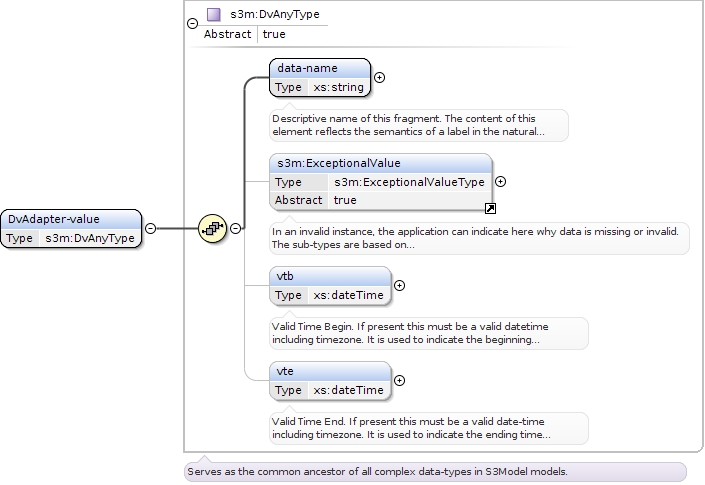 s3m:DvAnyType
Abstract true
data-name
Type xs:string
Descriptive name of this fragment. The content of this
element reflects the semantics of a label in the natural...
s3m:ExceptionalValue
Type s3m:ExceptionalValueType
Abstract true
In an invalid instance, the application can indicate here why data is missing or invalid.
The sub-types are based on...
DvAdapter-value
Type s3m:DvAnyType
vtb
Type xs:dateTime
Valid Time Begin. If present this must be a valid datetime
including timezone. It is used to indicate the beginning...
vte
Type xs:dateTime
Valid Time End. If present this must be a valid date-time
including timezone. It is used to indicate the ending time...
Serves as the common ancestor of all complex data-types in S3Model models.